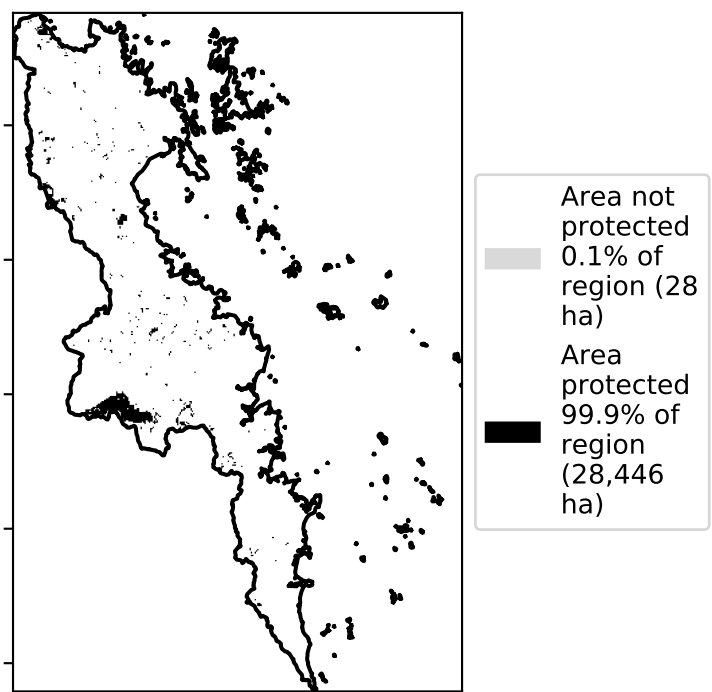 Area not
protected
0.1% of
region (28
ha)
Area
protected
99.9% of
region
(28,446
ha)